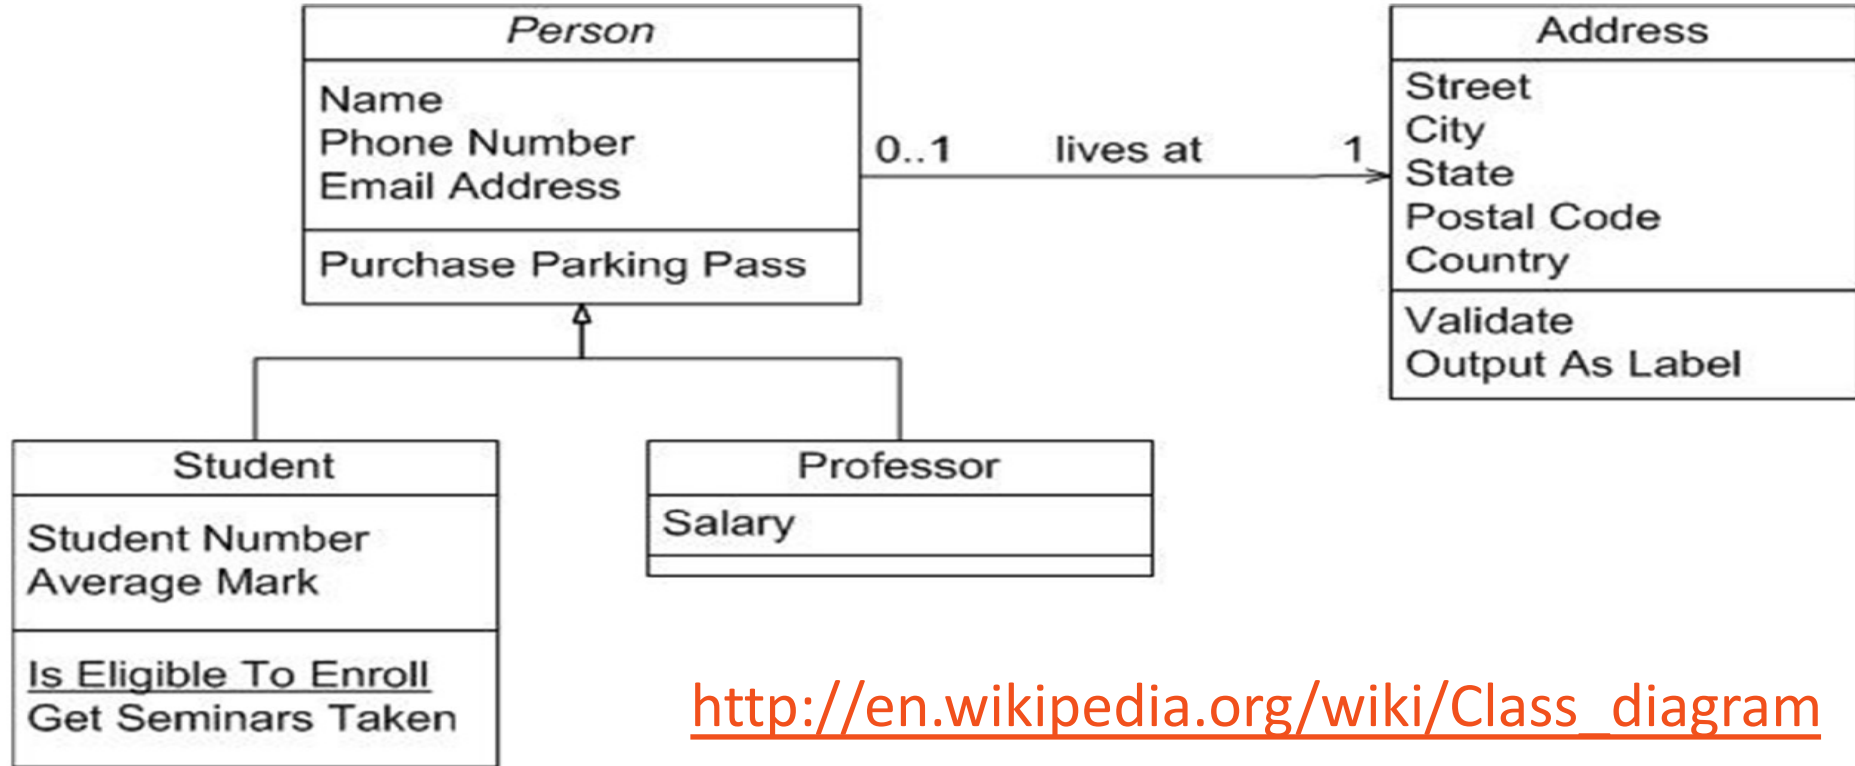 Person
Name
Phone Number
Email Address
Purchase Parking Pass
0..1 lives at 1
Address
Street
City
State
Postal Code
Country
Validate
Output As Label
Student
Student Number
Average Mark
Is Eligible To Enroll
Get Seminars Taken
Professor
Salary
http://en.wikipedia.org/wiki/Class_diagram